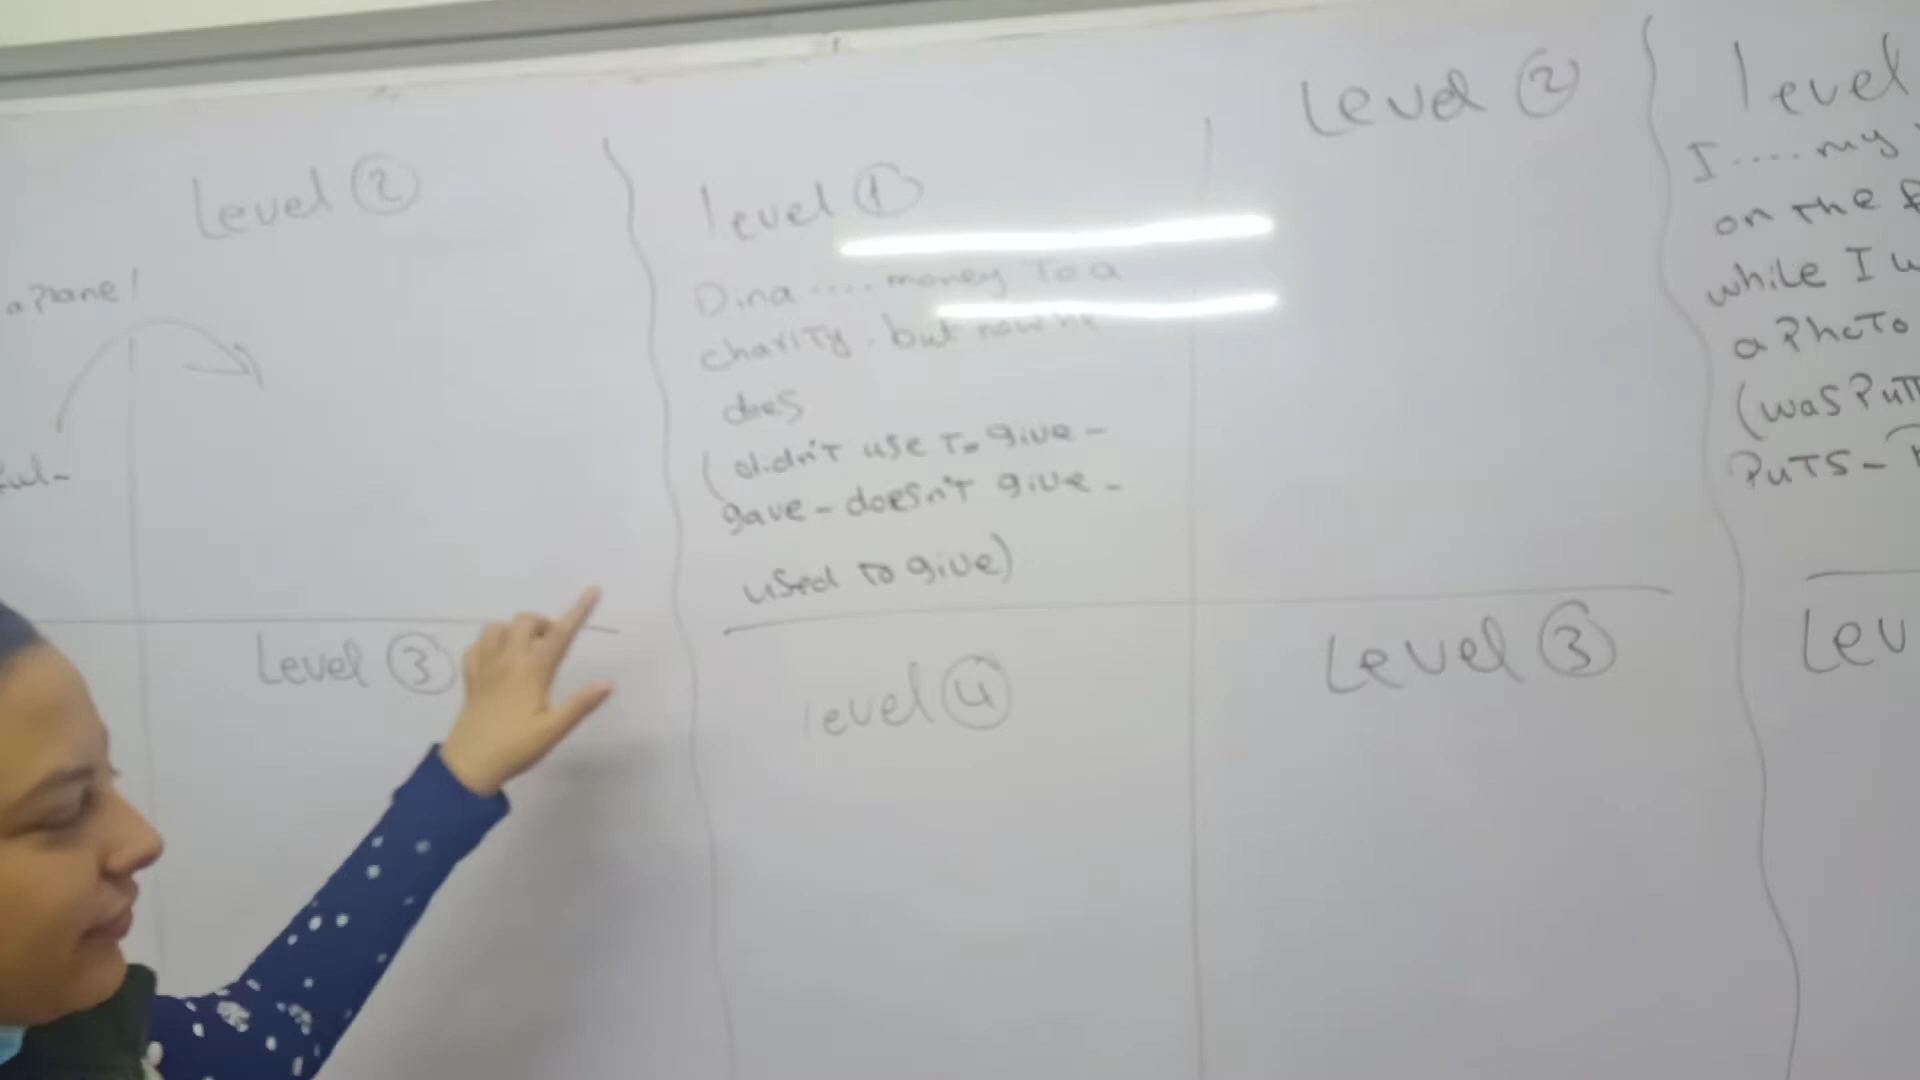 Level ②
a Plane!
Level ③
level ①
Dina .... money To a
charity. but now he
does
(didn't use To give -
gave - doesn't give -
used to give)
level ④
Level ②
Level ③
level
I .... my
on the
while I
a PhoTo
(was PuTT
PuTS -
Lev